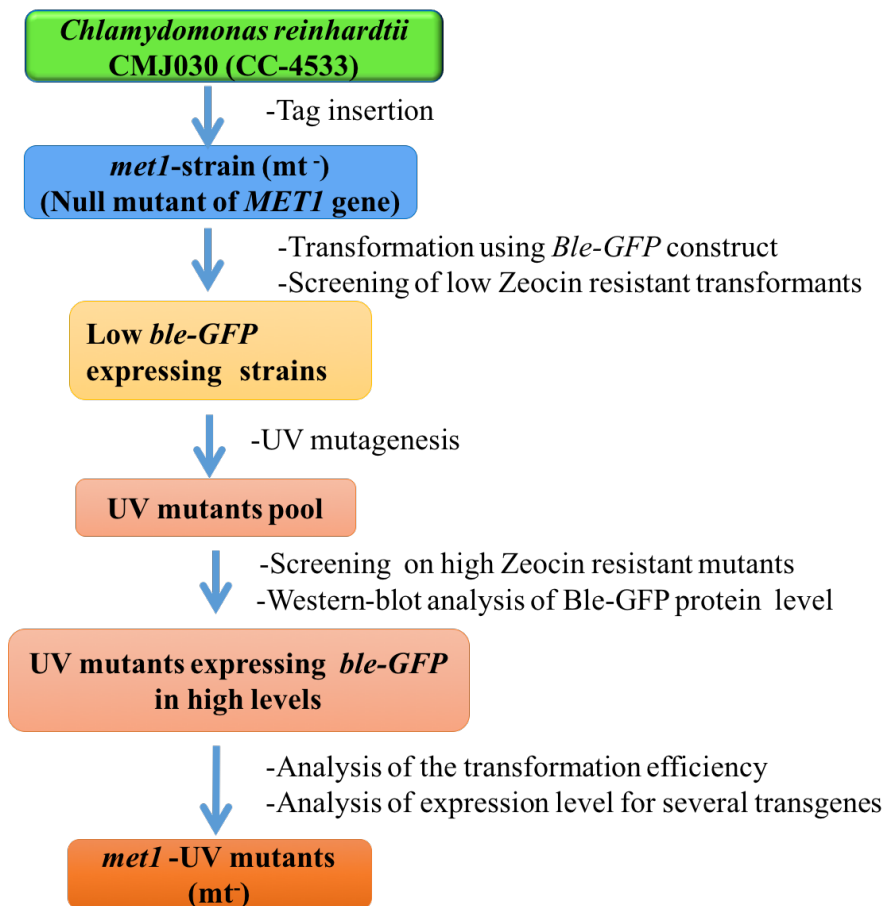 Chlamydomonas reinhardtii
CMJ030 (CC-4533)
-Tag insertion
met1-strain (mt -)
(Null mutant of MET1 gene)
-Transformation using Ble-GFP construct
-Screening of low Zeocin resistant transformants
Low ble-GFP
expressing strains
-UV mutagenesis
UV mutants pool
-Screening on high Zeocin resistant mutants
-Western-blot analysis of Ble-GFP protein level
UV mutants expressing ble-GFP
in high levels
-Analysis of the transformation efficiency
-Analysis of expression level for several transgenes
met1 -UV mutants
(mt-)